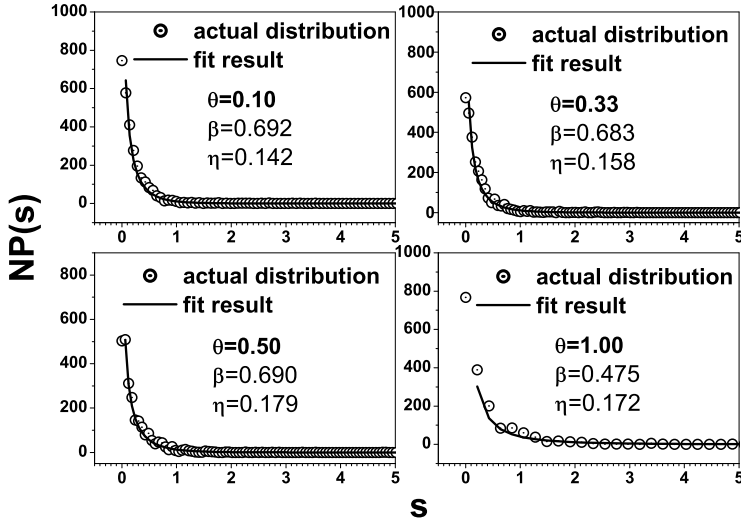 NP(s)
1000
800
600
400
200
0
actual distribution
fit result
θ=0.10
β=0.692
η=0.142
0 1 2 3 4 5
1000
800
600
400
200
0
actual distribution
fit result
θ=0.33
β=0.683
η=0.158
0 1 2 3 4 5
800
600
400
200
0
actual distribution
fit result
θ=0.50
β=0.690
η=0.179
0 1 2 3 4 5
1000
800
600
400
200
0
actual distribution
fit result
θ=1.00
β=0.475
η=0.172
0 1 2 3 4 5
s